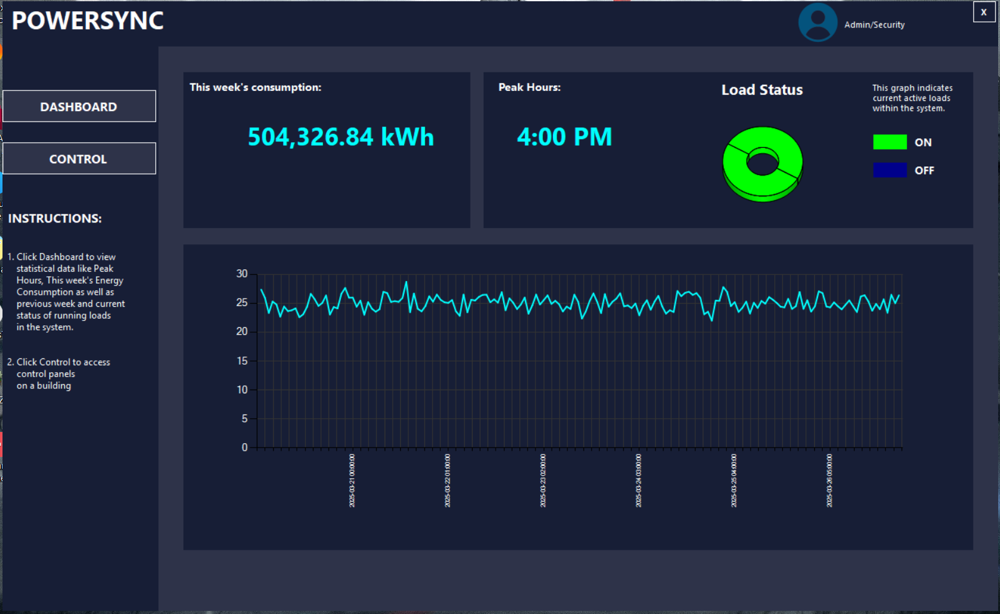 POWERSYNC
Admin/Security
X
DASHBOARD
CONTROL
INSTRUCTIONS:
1. Click Dashboard to view
statistical data like Peak
Hours, This week's Energy
Consumption as well as
previous week and current
status of running loads
in the system.
2. Click Control to access
control panels
on a building
This week's consumption:
504,326.84 kWh
Peak Hours:
4:00 PM
Load Status
This graph indicates
current active loads
within the system.
ON
OFF
30
25
20
15
10
5
0
2025-03-21 00:00:00
2025-03-22 01:00:00
2025-03-23 02:00:00
2025-03-24 03:00:00
2025-03-25 04:00:00
2025-03-26 05:00:00